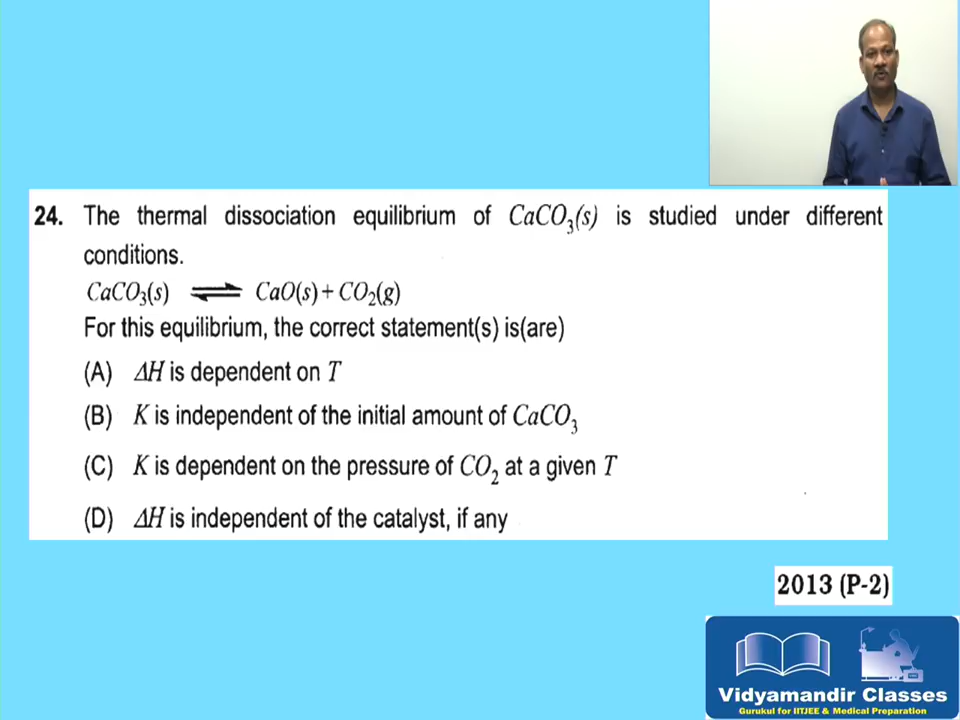 24. The thermal dissociation equilibrium of CaCO₃(s) is studied under different
conditions.
CaCO₃(s) ⇌ CaO(s) + CO₂(g)
For this equilibrium, the correct statement(s) is(are)
(A) ΔH is dependent on T
(B) K is independent of the initial amount of CaCO₃
(C) K is dependent on the pressure of CO₂ at a given T
(D) ΔH is independent of the catalyst, if any
2013 (P-2)
Vidyamandir Classes
Gurukul for IITJEE & Medical Preparation